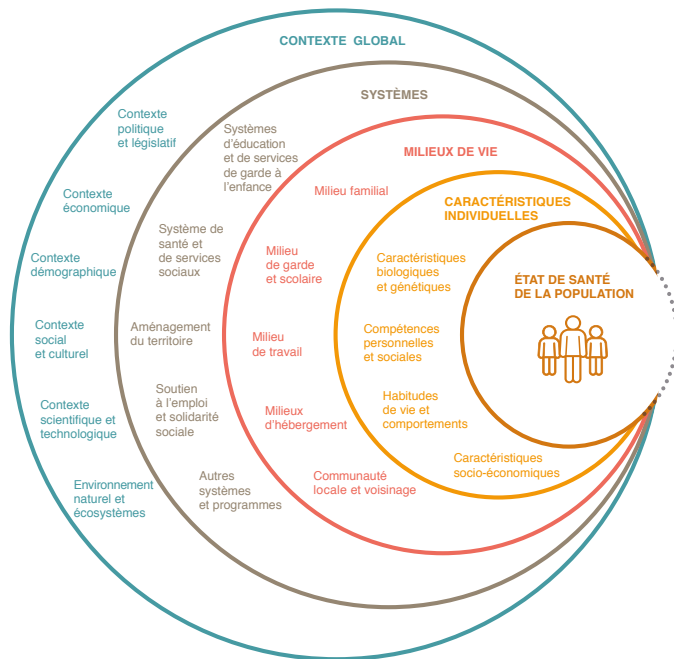 CONTEXTE GLOBAL
Contexte
politique
et législatif
Contexte
économique
Contexte
démographique
Contexte
social
et culturel
Contexte
scientifique et
technologique
Environnement
naturel et
écosystèmes
SYSTÈMES
Systèmes
d'éducation
et de services
de garde à
l'enfance
Système de
santé et
de services
sociaux
Aménagement
du territoire
Soutien
à l'emploi
et solidarité
sociale
Autres
systèmes
et programmes
MILIEUX DE VIE
Milieu familial
Milieu
de garde
et scolaire
Milieu
de travail
Milieux
d'hébergement
Communauté
locale et voisinage
CARACTÉRISTIQUES
INDIVIDUELLES
Caractéristiques
biologiques
et génétiques
Compétences
personnelles
et sociales
Habitudes
de vie et
comportements
Caractéristiques
socio-économiques
ÉTAT DE SANTÉ
DE LA POPULATION